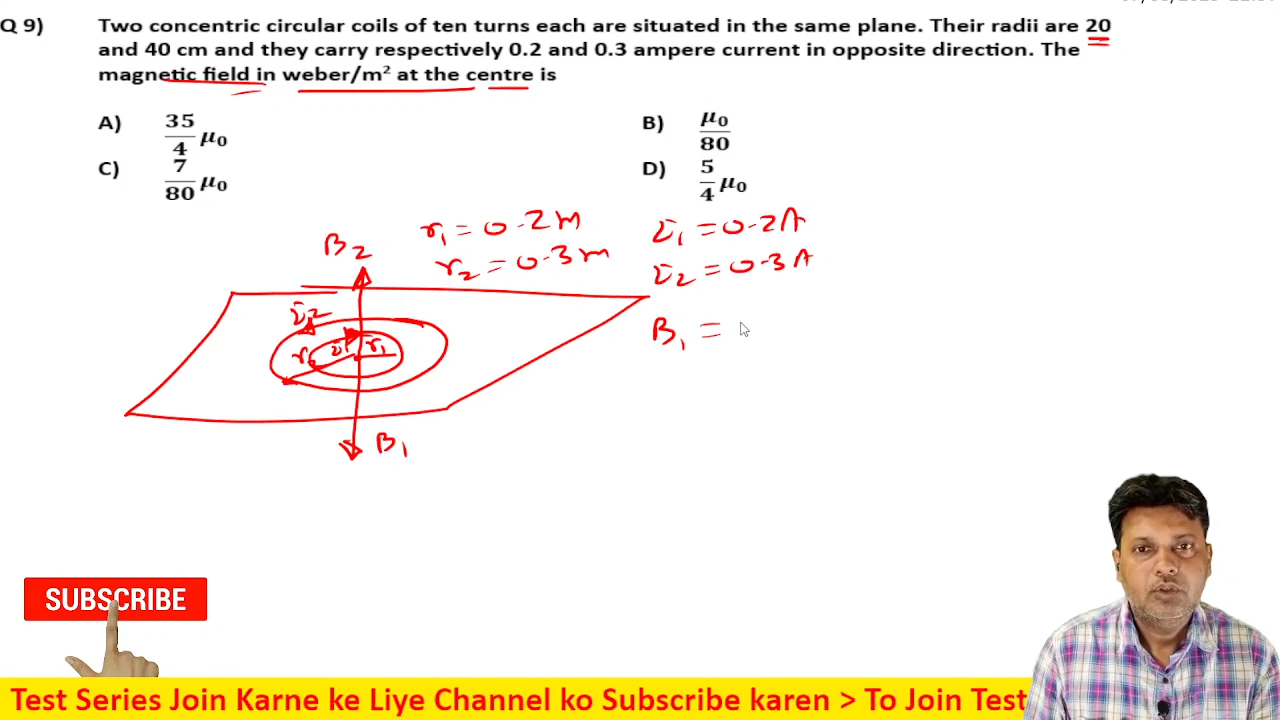 Q 9) Two concentric circular coils of ten turns each are situated in the same plane. Their radii are 20
and 40 cm and they carry respectively 0.2 and 0.3 ampere current in opposite direction. The
magnetic field in weber/m² at the centre is
A) 35/4 μ₀
B) μ₀/80
C) 7/80 μ₀
D) 5/4 μ₀
r₁ = 0.2 m
r₂ = 0.3 m
I₁ = 0.2 A
I₂ = 0.3 A
B₁ =
B₂
I₂
I₁
r₁
r₂
B₁
SUBSCRIBE
Test Series Join Karne ke Liye Channel ko Subscribe karen > To Join Test